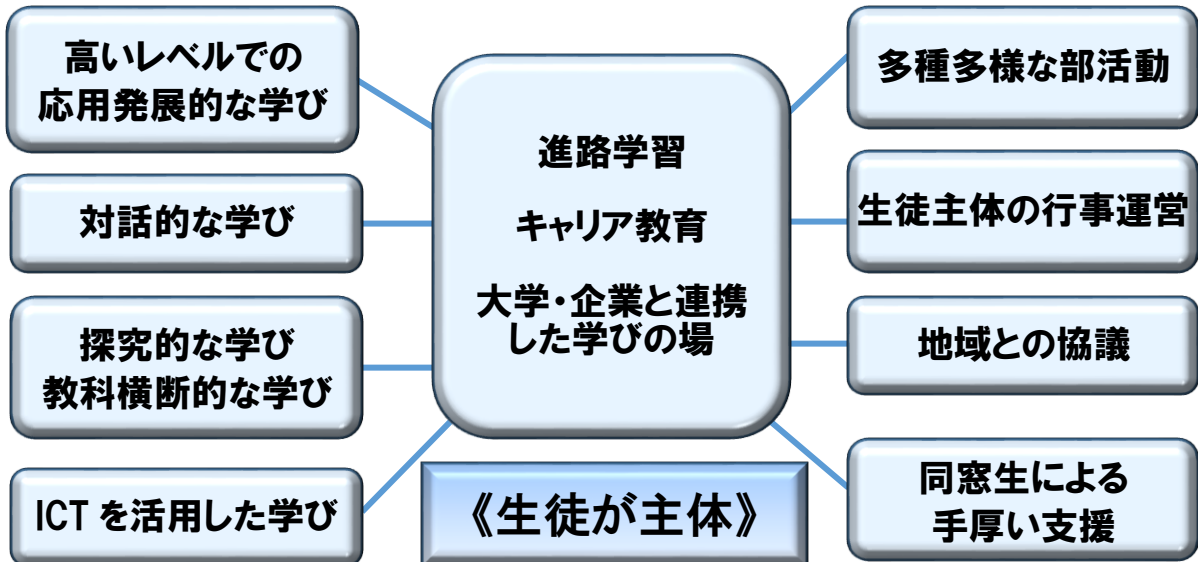 高いレベルでの
応用発展的な学び
対話的な学び
探究的な学び
教科横断的な学び
ICTを活用した学び
進路学習
キャリア教育
大学・企業と連携
した学びの場
《生徒が主体》
多種多様な部活動
生徒主体の行事運営
地域との協議
同窓生による
手厚い支援